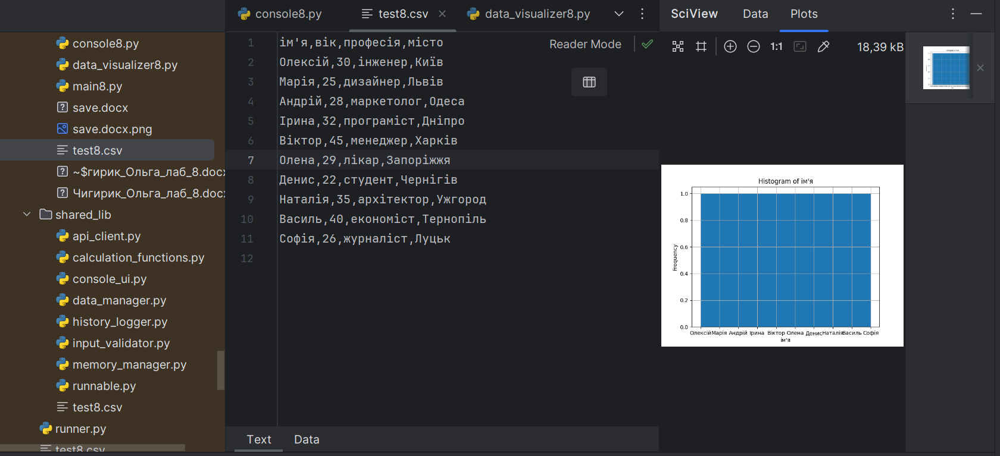 console8.py
data_visualizer8.py
main8.py
save.docx
save.docx.png
test8.csv
~$гирик_Ольга_лаб_8.docx
Чигирик_Ольга_лаб_8.docx
shared_lib
api_client.py
calculation_functions.py
console_ui.py
data_manager.py
history_logger.py
input_validator.py
memory_manager.py
runnable.py
test8.csv
runner.py
test8.csv
console8.py test8.csv data_visualizer8.py
Reader Mode
1 ім'я,вік,професія,місто
2 Олексій,30,інженер,Київ
3 Марія,25,дизайнер,Львів
4 Андрій,28,маркетолог,Одеса
5 Ірина,32,програміст,Дніпро
6 Віктор,45,менеджер,Харків
7 Олена,29,лікар,Запоріжжя
8 Денис,22,студент,Чернігів
9 Наталія,35,архітектор,Ужгород
10 Василь,40,економіст,Тернопіль
11 Софія,26,журналіст,Луцьк
12
Text Data
SciView Data Plots
1:1 18,39 kB
Histogram of ім'я
1.0
0.8
0.6
0.4
0.2
0.0
Frequency
Олексій Марія Андрій Ірина Віктор Олена Денис Наталія Василь Софія
ім'я